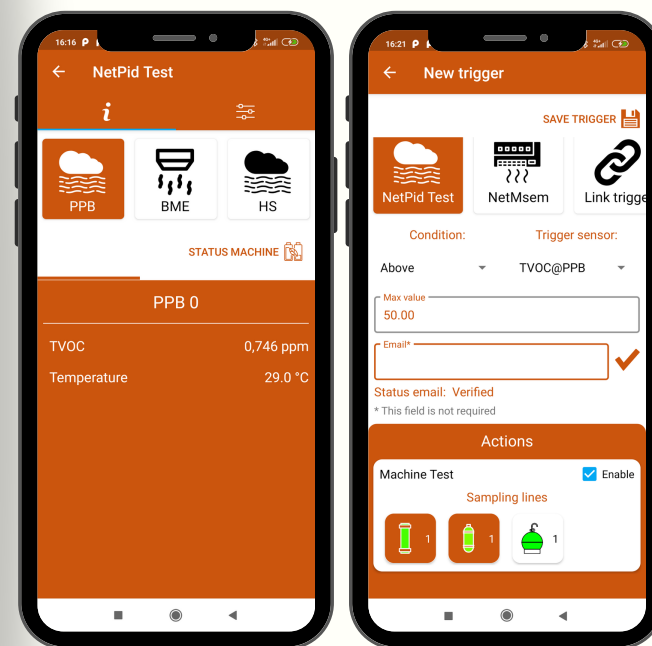 16:16
NetPid Test
i
PPB
BME
HS
STATUS MACHINE
PPB 0
TVOC 0,746 ppm
Temperature 29.0 °C
16:21
New trigger
SAVE TRIGGER
NetPid Test
NetMsem
Link trigge
Condition: Trigger sensor:
Above TVOC@PPB
Max value
50.00
Email*
Status email: Verified
* This field is not required
Actions
Machine Test Enable
Sampling lines
1 1 1